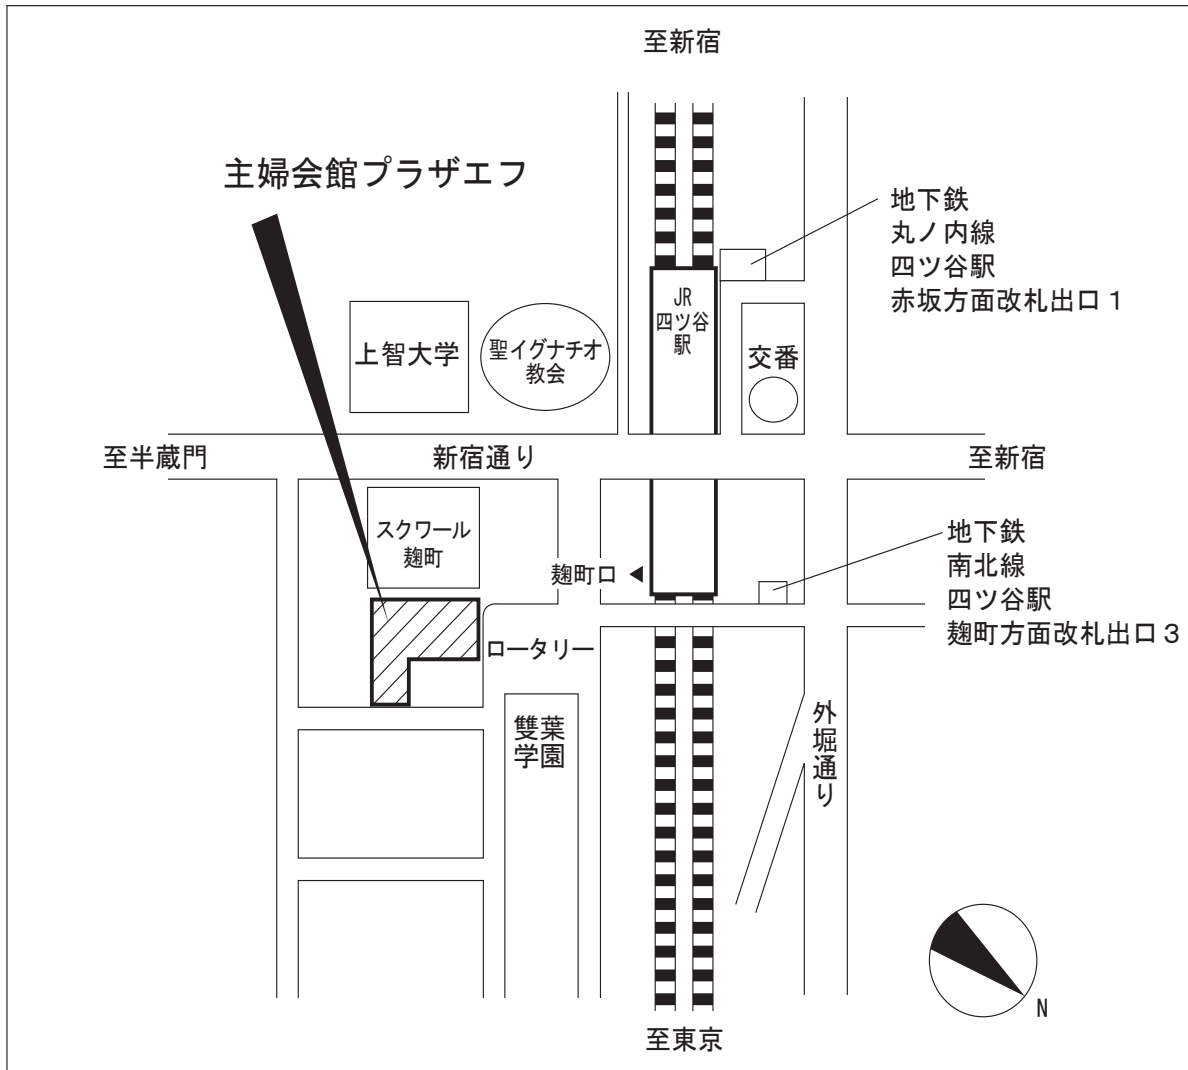 至新宿
主婦会館プラザエフ
地下鉄
丸ノ内線
四ツ谷駅
赤坂方面改札出口1
JR
四ツ谷
駅
上智大学
聖イグナチオ
教会
交番
至半蔵門
新宿通り
至新宿
スクワール
麹町
麹町口
地下鉄
南北線
四ツ谷駅
麹町方面改札出口3
ロータリー
雙葉
学園
外堀通り
N
至東京